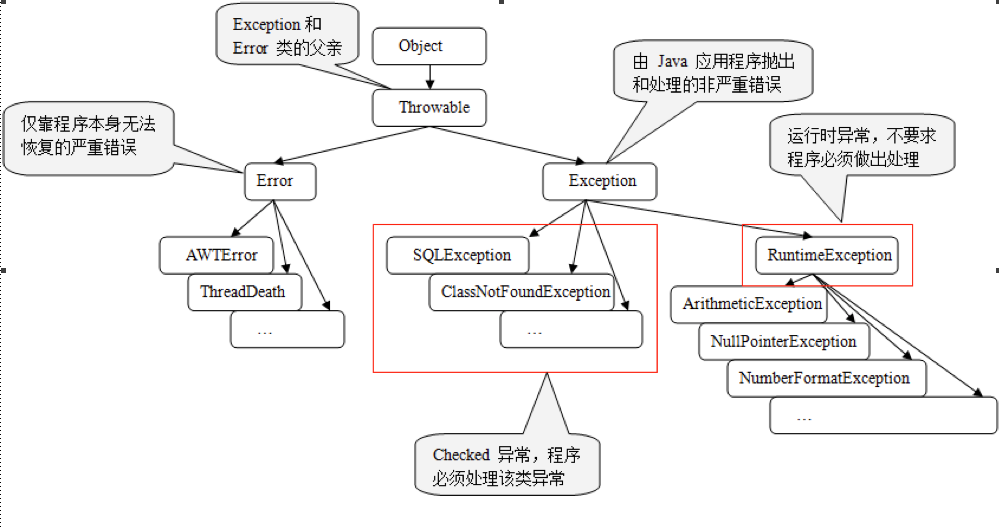 Exception 和
Error 类的父亲
Object
由 Java 应用程序抛出
和处理的非严重错误
Throwable
仅靠程序本身无法
恢复的严重错误
运行时异常，不要求
程序必须做出处理
Error
Exception
AWTError
SQLException
RuntimeException
ThreadDeath
ClassNotFoundException
ArithmeticException
...
...
NullPointerException
NumberFormatException
...
Checked 异常，程序
必须处理该类异常